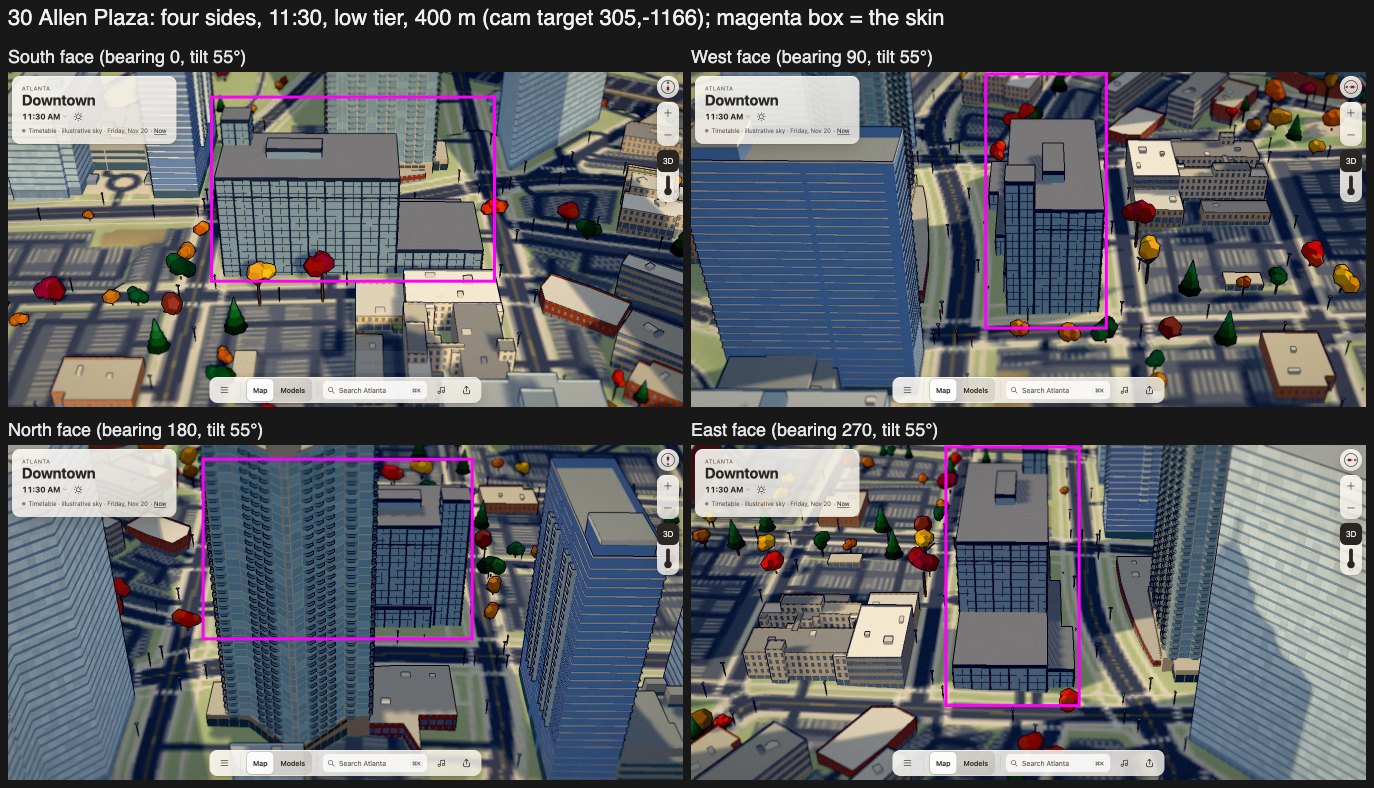 30 Allen Plaza: four sides, 11:30, low tier, 400 m (cam target 305,-1166); magenta box = the skin
South face (bearing 0, tilt 55°)
West face (bearing 90, tilt 55°)
ATLANTA
Downtown
11:30 AM
Timetable · illustrative sky · Friday, Nov 20 · Now
3D
Map Models Search Atlanta ⌘K
ATLANTA
Downtown
11:30 AM
Timetable · illustrative sky · Friday, Nov 20 · Now
3D
Map Models Search Atlanta ⌘K
North face (bearing 180, tilt 55°)
East face (bearing 270, tilt 55°)
ATLANTA
Downtown
11:30 AM
Timetable · illustrative sky · Friday, Nov 20 · Now
3D
Map Models Search Atlanta ⌘K
ATLANTA
Downtown
11:30 AM
Timetable · illustrative sky · Friday, Nov 20 · Now
3D
Map Models Search Atlanta ⌘K